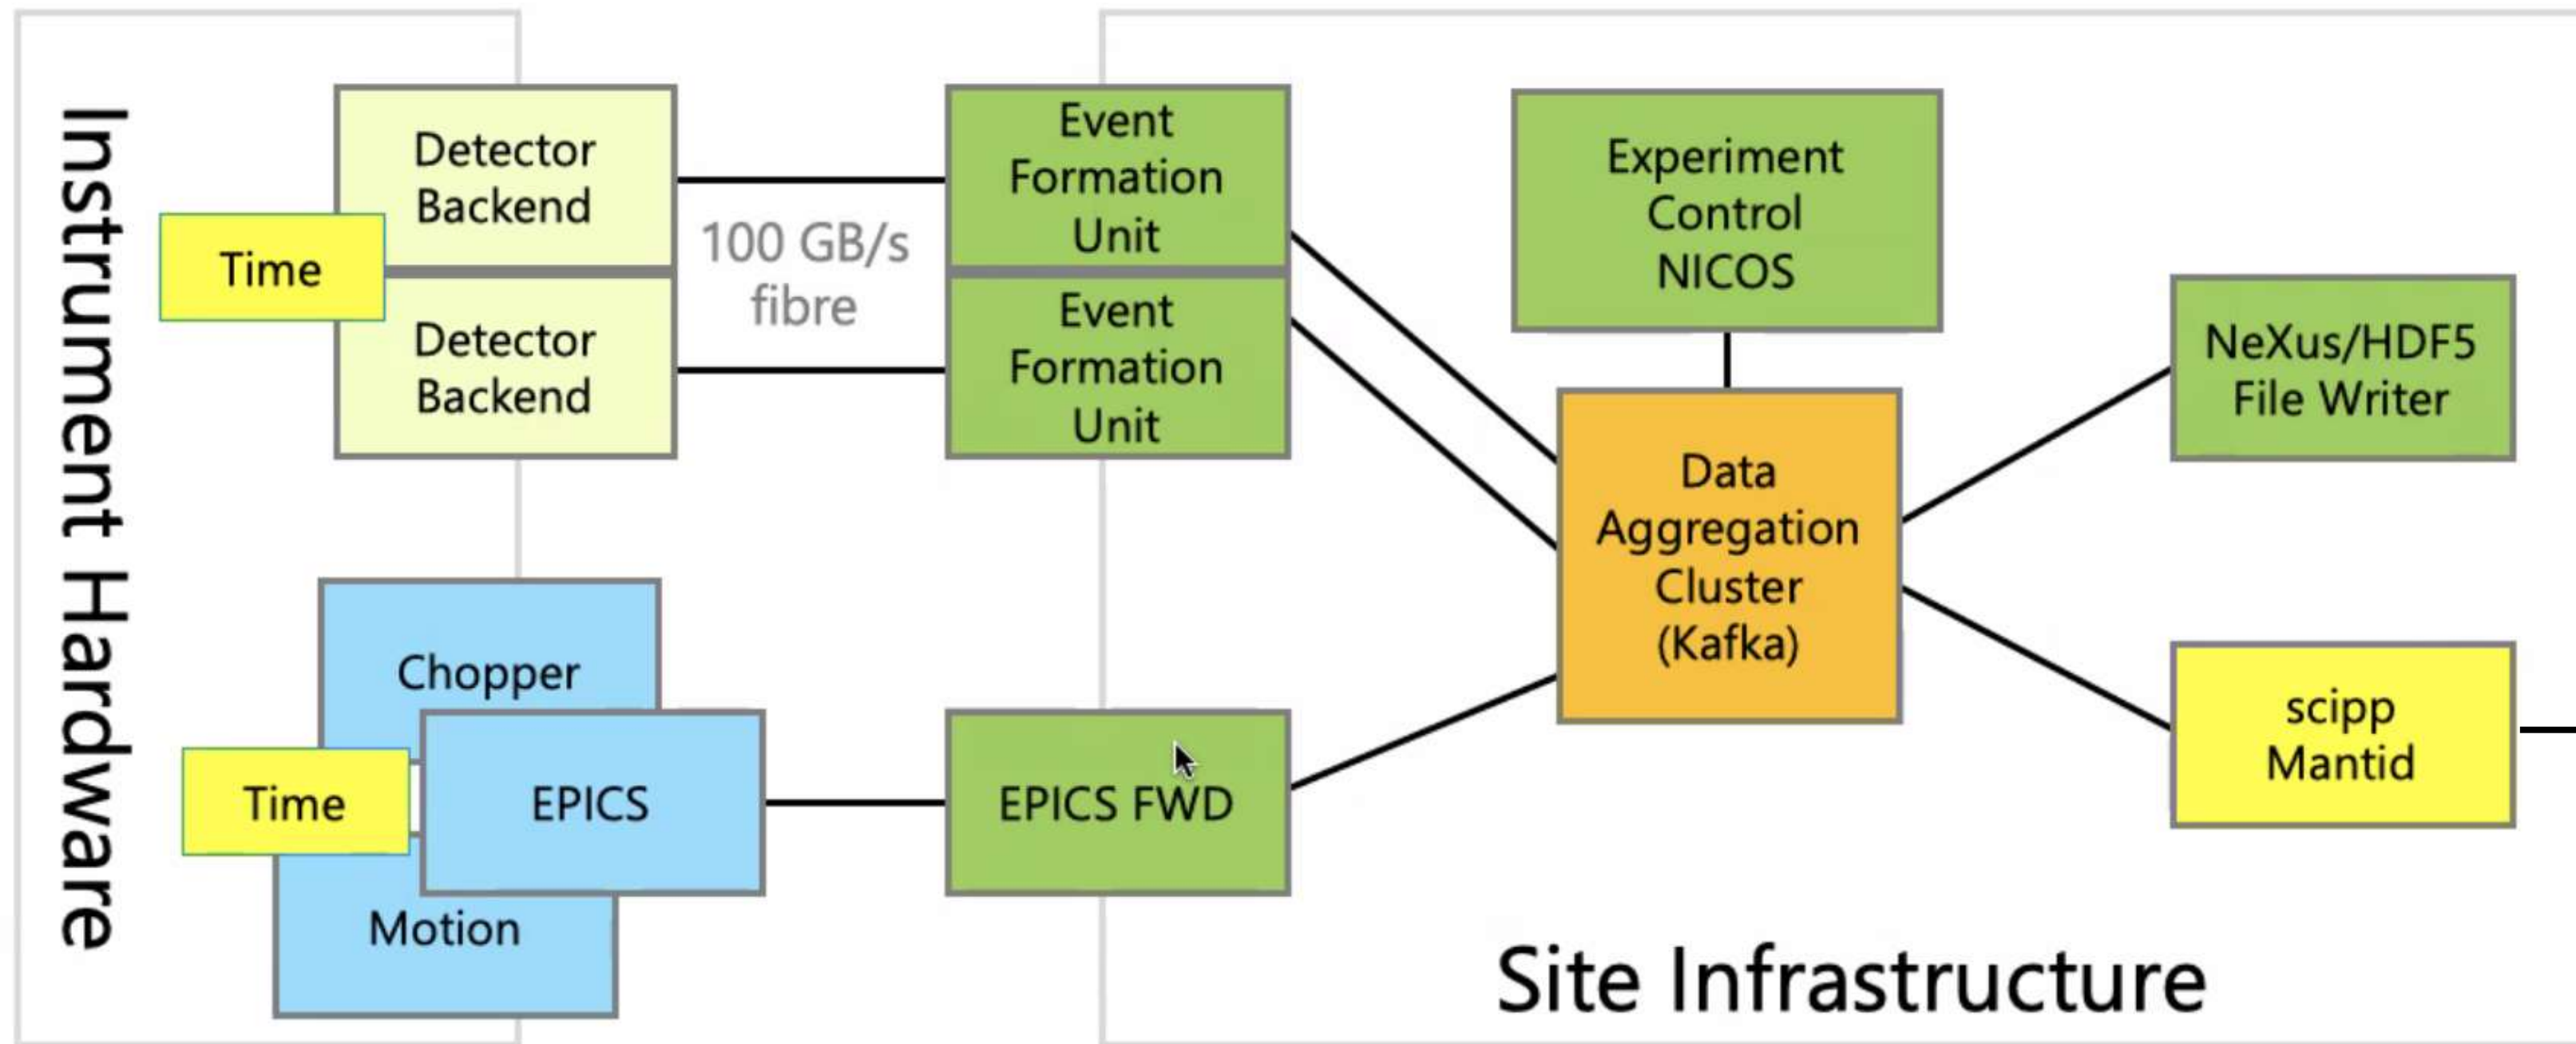 Instrument Hardware
Time
Detector
Backend
Detector
Backend
100 GB/s
fibre
Event
Formation
Unit
Event
Formation
Unit
Experiment
Control
NICOS
Data
Aggregation
Cluster
(Kafka)
NeXus/HDF5
File Writer
Chopper
Time
EPICS
Motion
EPICS FWD
scipp
Mantid
Site Infrastructure